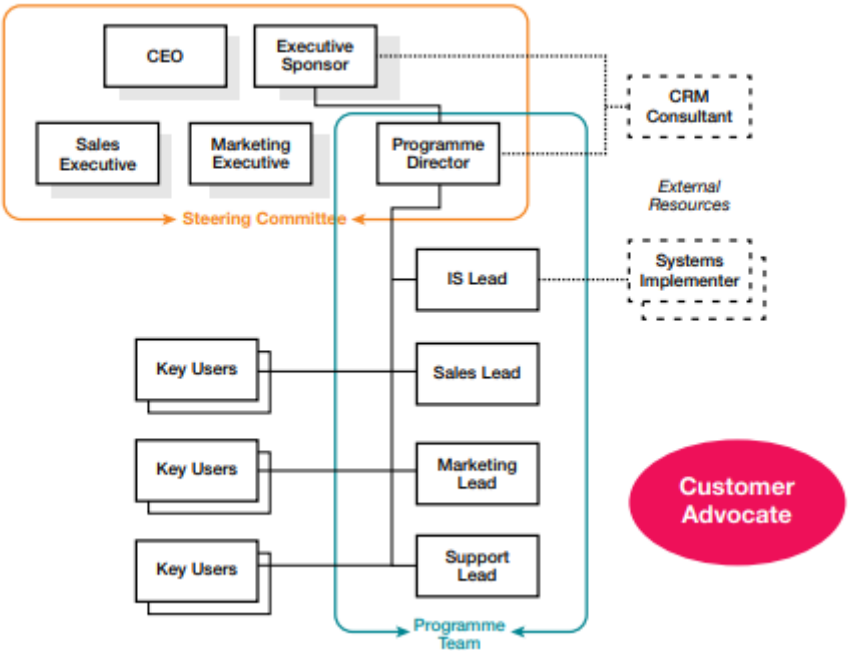 CEO
Executive
Sponsor
CRM
Consultant
Sales
Executive
Marketing
Executive
Programme
Director
External
Resources
Steering Committee
IS Lead
Systems
Implementer
Key Users
Sales Lead
Key Users
Marketing
Lead
Customer
Advocate
Key Users
Support
Lead
Programme
Team